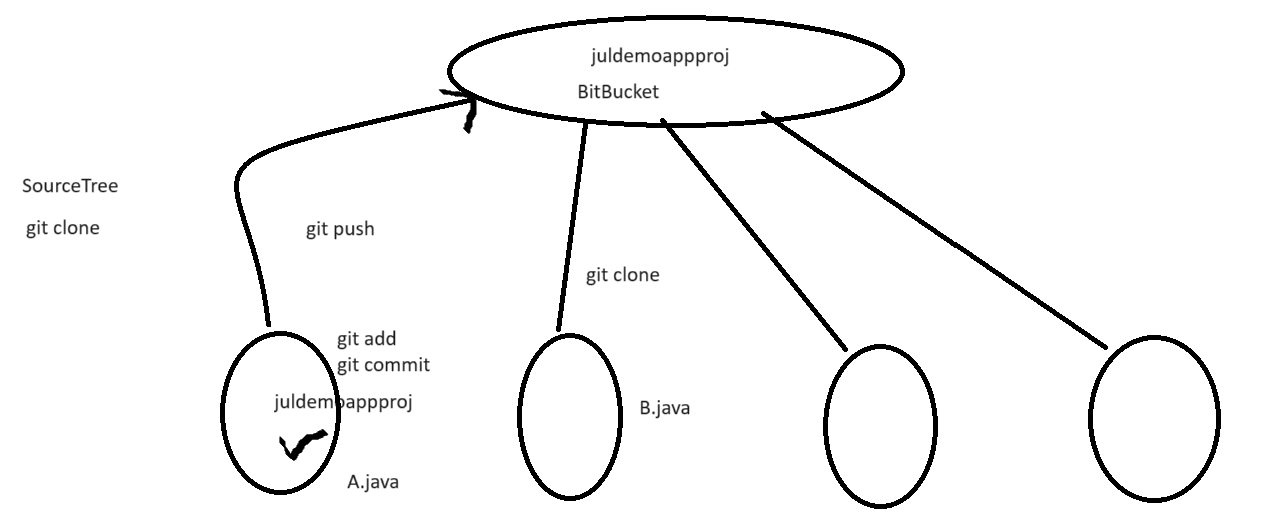 juldemoappproj
BitBucket
SourceTree
git clone
git push
git clone
git add
git commit
juldemoappproj
B.java
A.java